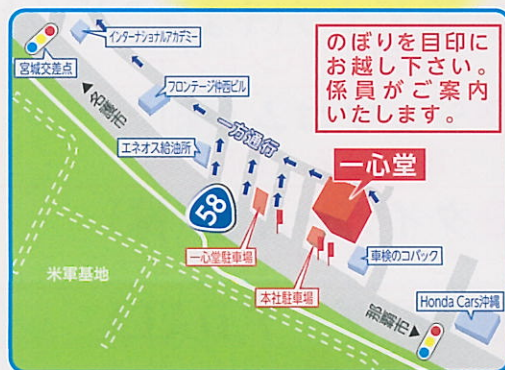 インターナショナルアカデミー
宮城交差点
フロンテージ仲西ビル
のぼりを目印に
お越し下さい。
係員がご案内
いたします。
◀名護市
エネオス給油所
一方通行
一心堂
58
一心堂駐車場
本社駐車場
車検のコバック
米軍基地
Honda Cars沖縄
那覇市▶